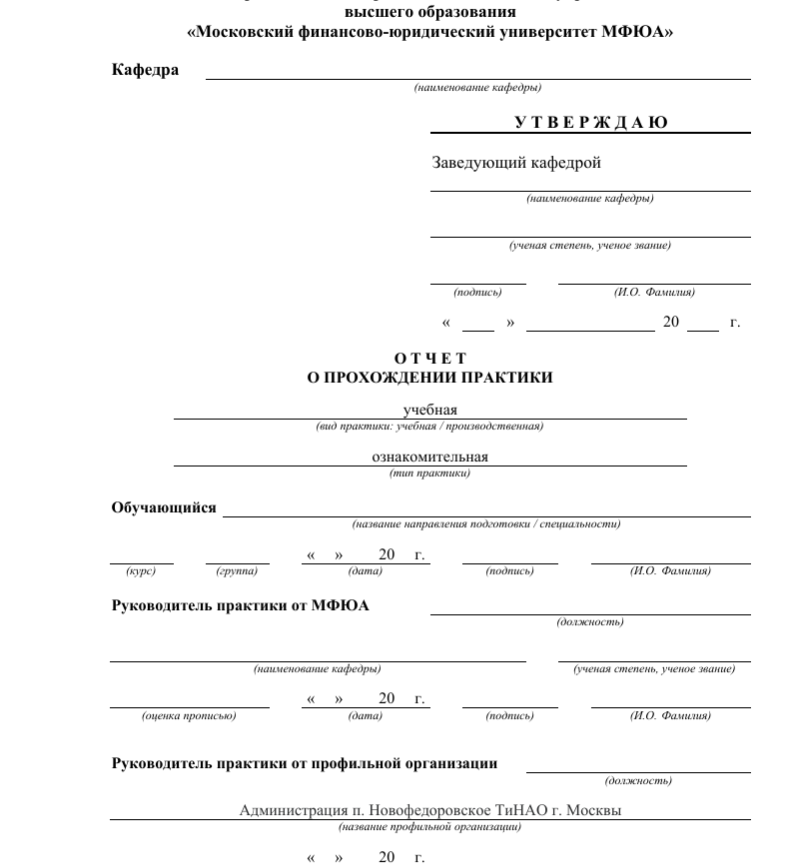 высшего образования
«Московский финансово-юридический университет МФЮА»
Кафедра
(наименование кафедры)
У Т В Е Р Ж Д А Ю
Заведующий кафедрой
(наименование кафедры)
(ученая степень, ученое звание)
(подпись) (И.О. Фамилия)
« ___ » ___ 20 ___ г.
О Т Ч Е Т
О ПРОХОЖДЕНИИ ПРАКТИКИ
учебная
(вид практики: учебная / производственная)
ознакомительная
(тип практики)
Обучающийся
(название направления подготовки / специальности)
« » 20 г.
(курс) (группа) (дата) (подпись) (И.О. Фамилия)
Руководитель практики от МФЮА
(должность)
(наименование кафедры) (ученая степень, ученое звание)
« » 20 г.
(оценка прописью) (дата) (подпись) (И.О. Фамилия)
Руководитель практики от профильной организации
(должность)
Администрация п. Новофедоровское ТиНАО г. Москвы
(название профильной организации)
« » 20 г.